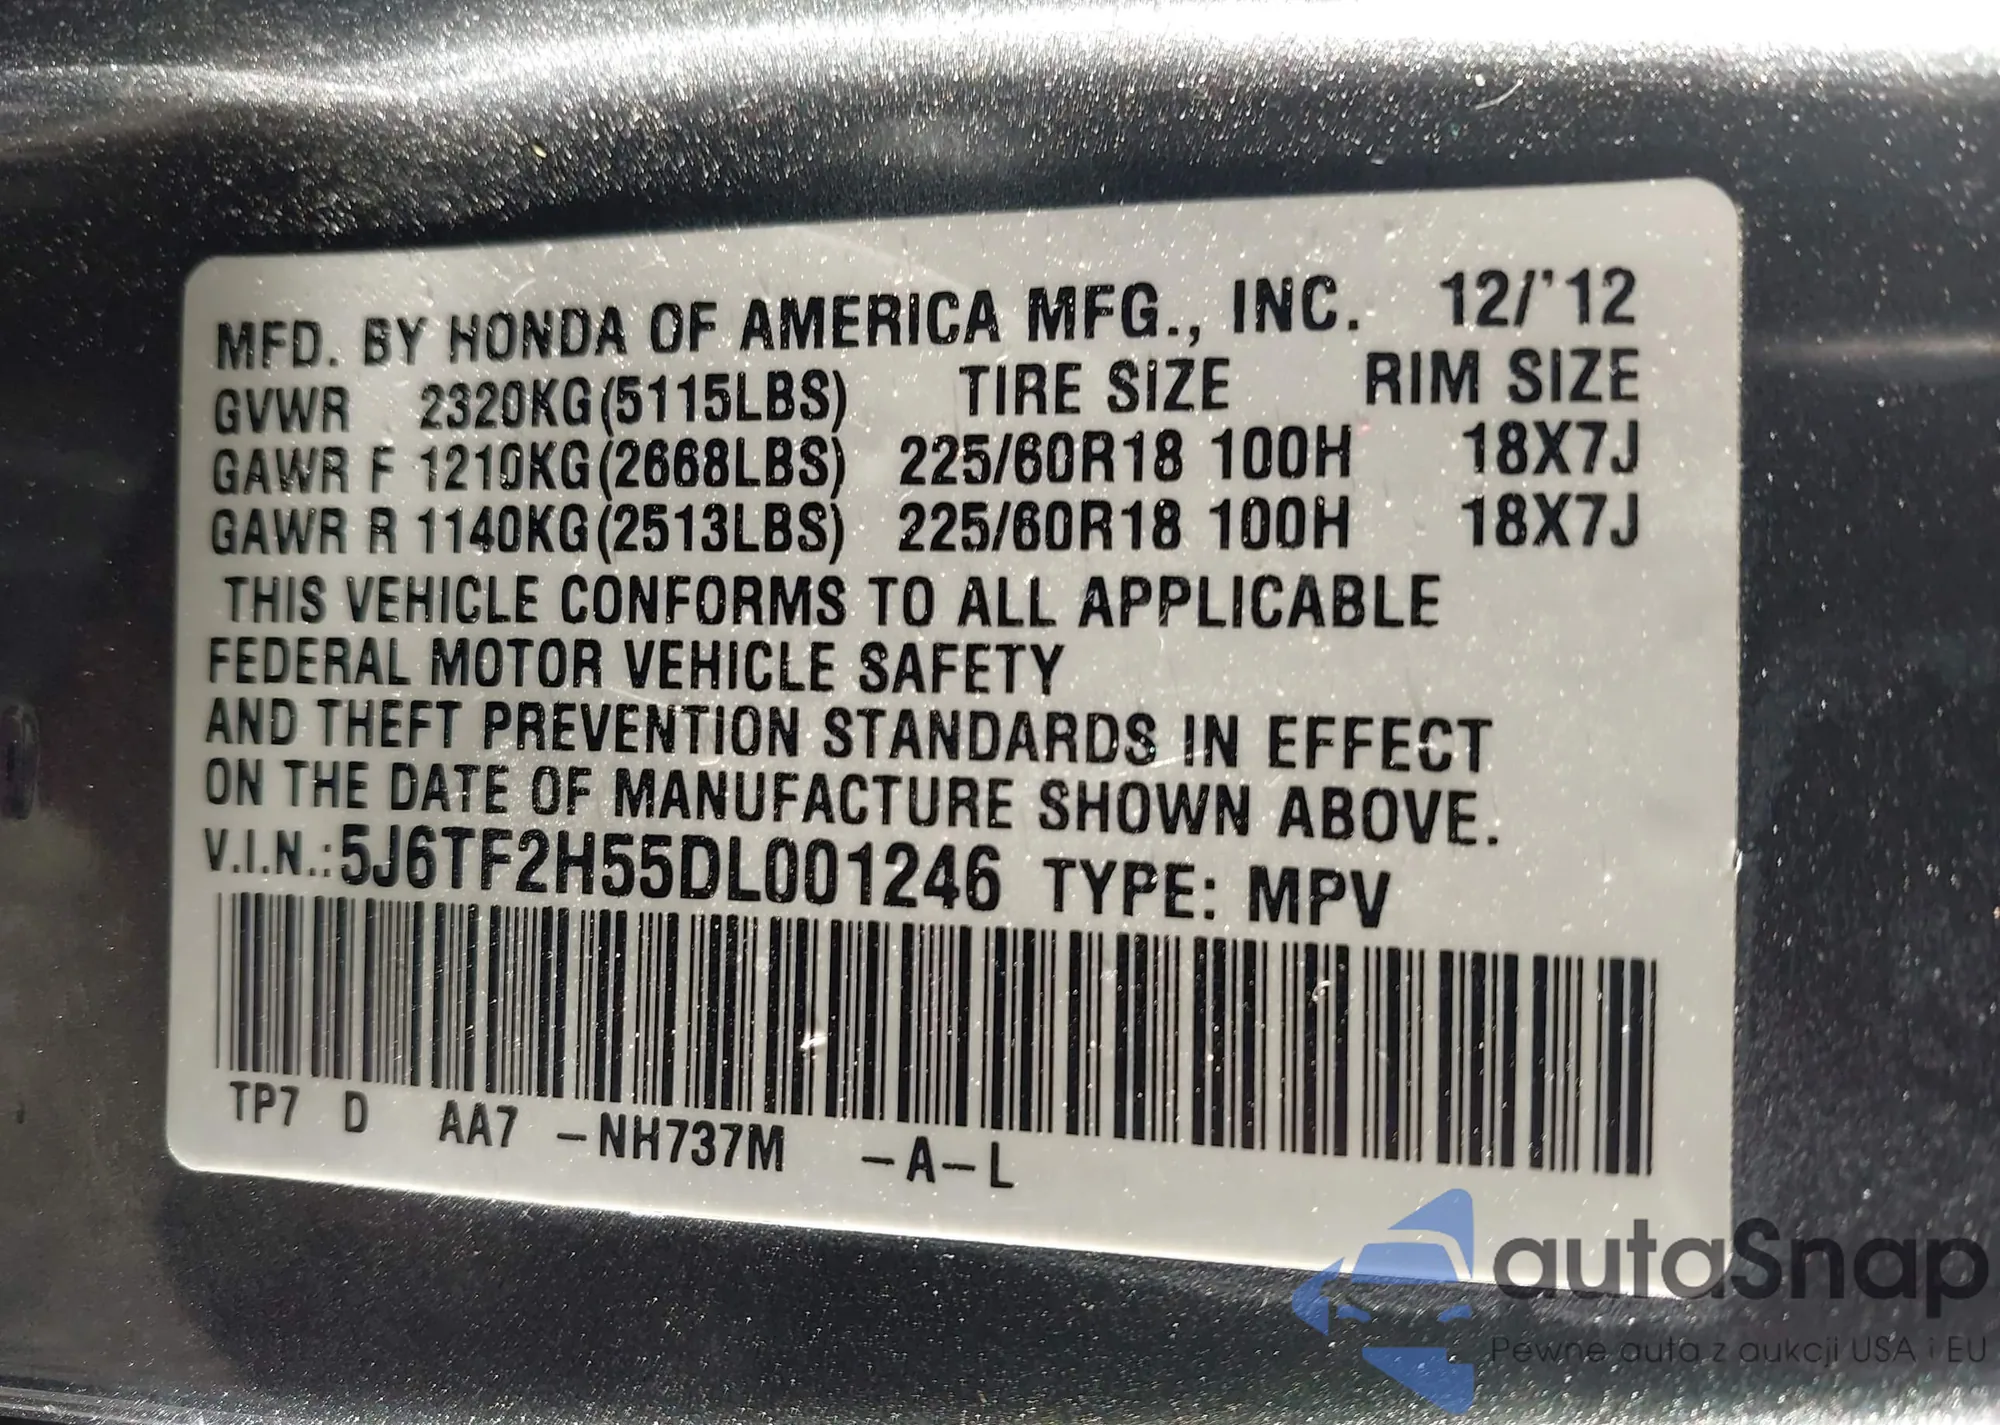 MFD. BY HONDA OF AMERICA MFG., INC. 12/'12
GVWR 2320KG(5115LBS) TIRE SIZE RIM SIZE
GAWR F 1210KG(2668LBS) 225/60R18 100H 18X7J
GAWR R 1140KG(2513LBS) 225/60R18 100H 18X7J
THIS VEHICLE CONFORMS TO ALL APPLICABLE
FEDERAL MOTOR VEHICLE SAFETY
AND THEFT PREVENTION STANDARDS IN EFFECT
ON THE DATE OF MANUFACTURE SHOWN ABOVE.
V.I.N.:5J6TF2H55DL001246 TYPE: MPV
TP7 D AA7 -NH737M -A-L
autaSnap
Pewne auta z aukcji USA i EU